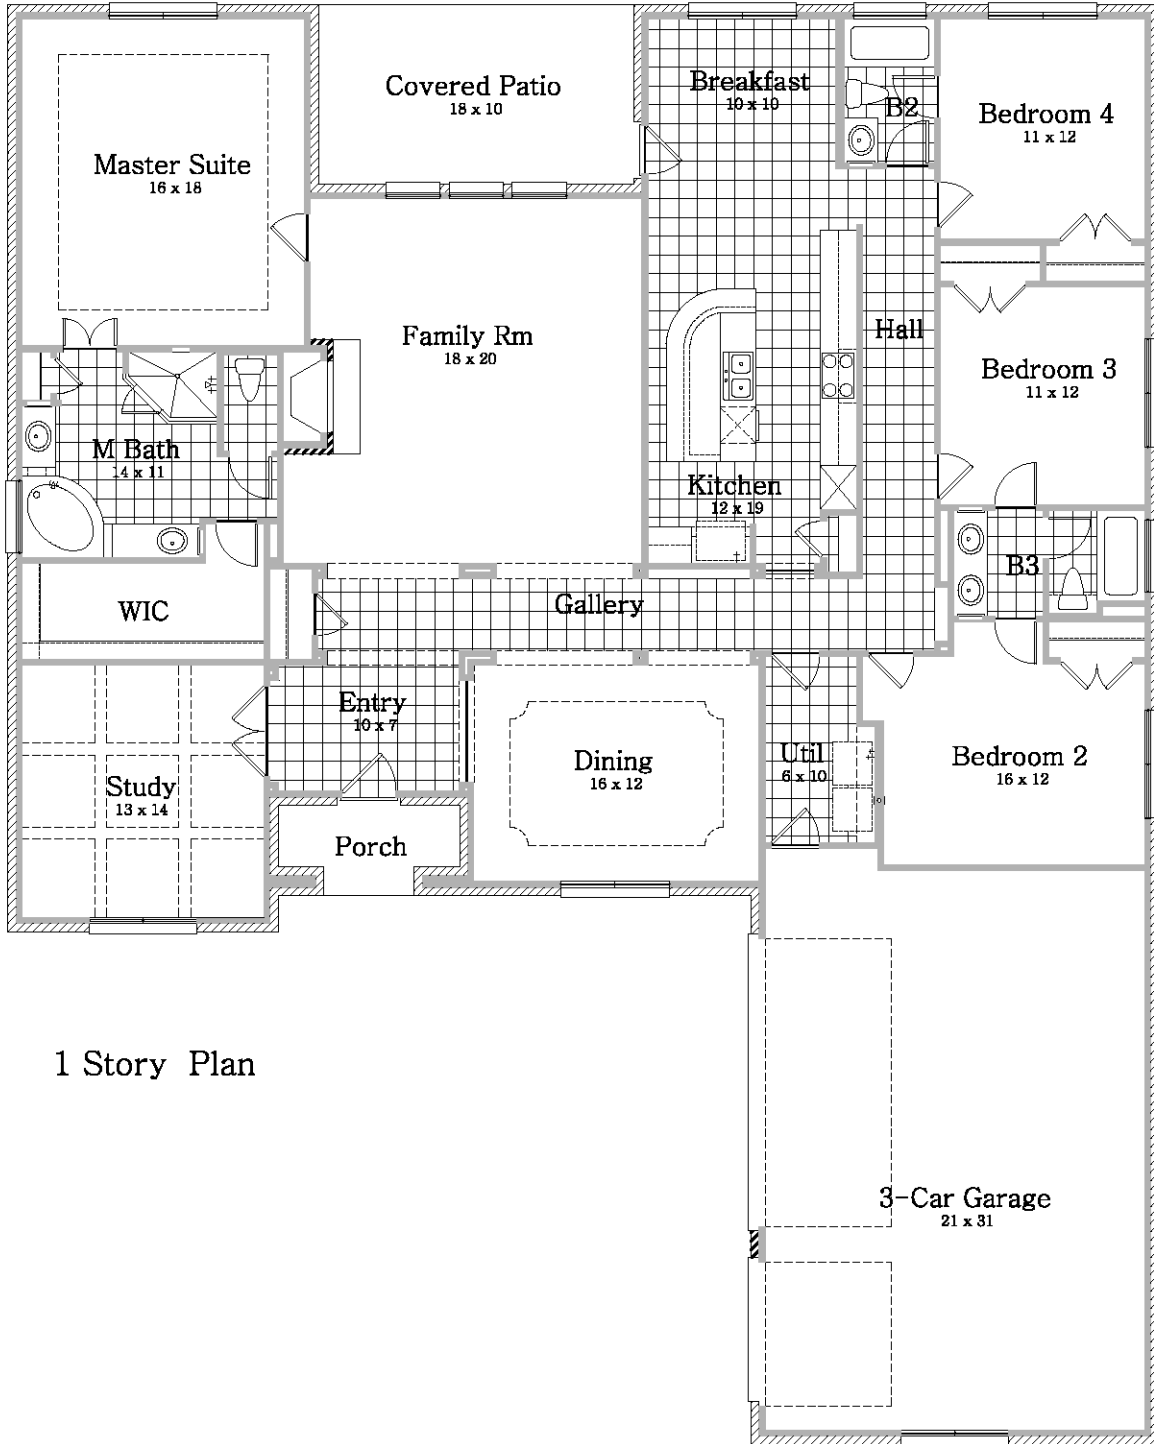 Covered Patio
18 x 10
Breakfast
10 x 10
B2
Bedroom 4
11 x 12
Master Suite
16 x 18
Family Rm
18 x 20
Hall
Bedroom 3
11 x 12
M Bath
14 x 11
Kitchen
12 x 19
B3
WIC
Gallery
Entry
10 x 7
Study
13 x 14
Dining
16 x 12
Util
6 x 10
Bedroom 2
16 x 12
Porch
1 Story Plan
3-Car Garage
21 x 31